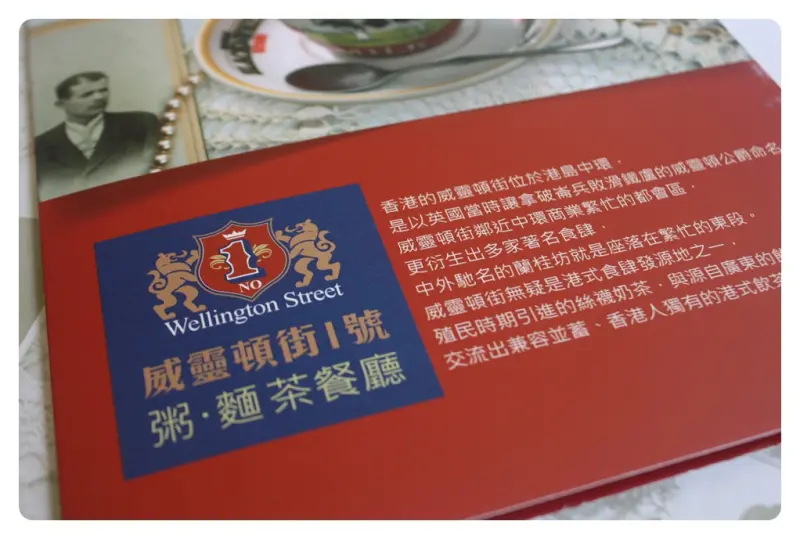 香港的威靈頓街位於港島中環，
是以英國當時讓拿破崙兵敗滑鐵盧的威靈頓公爵命名
威靈頓街鄰近中環商業繁忙的都會區，
更衍生出多家著名食肆，
中外馳名的蘭桂坊就是座落在繁忙的東段。
威靈頓街無疑是港式食肆發源地之一，
殖民時期引進的絲襪奶茶，與源自廣東的飲茶
交流出兼容並蓄、香港人獨有的港式飲茶
1
NO
Wellington Street
威靈頓街1號
粥·麵 茶餐廳